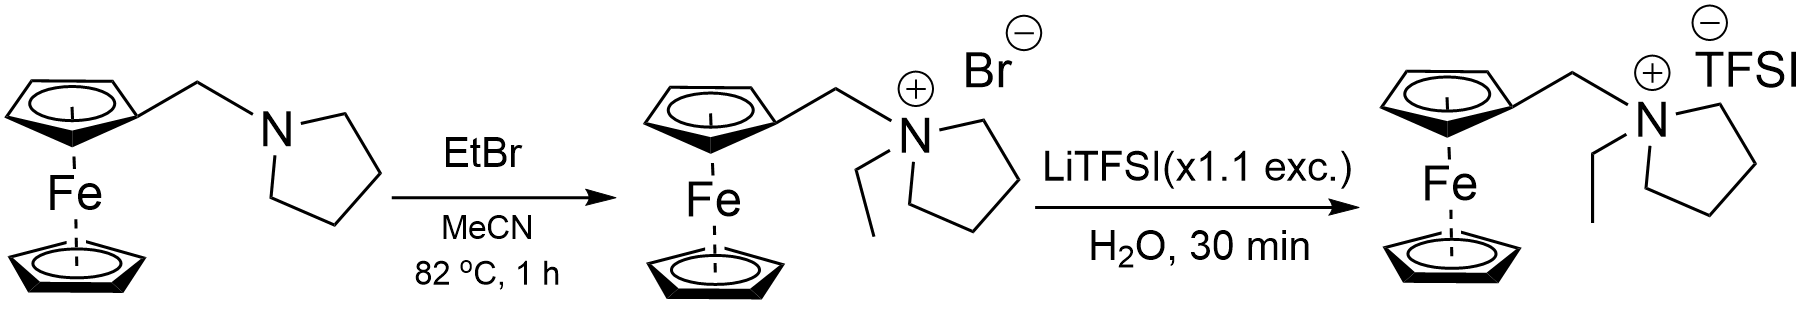 N
Fe
EtBr
MeCN
82 °C, 1 h
Br⊖
⊕
N
Fe
LiTFSI(x1.1 exc.)
H₂O, 30 min
⊖
TFSI
⊕
N
Fe